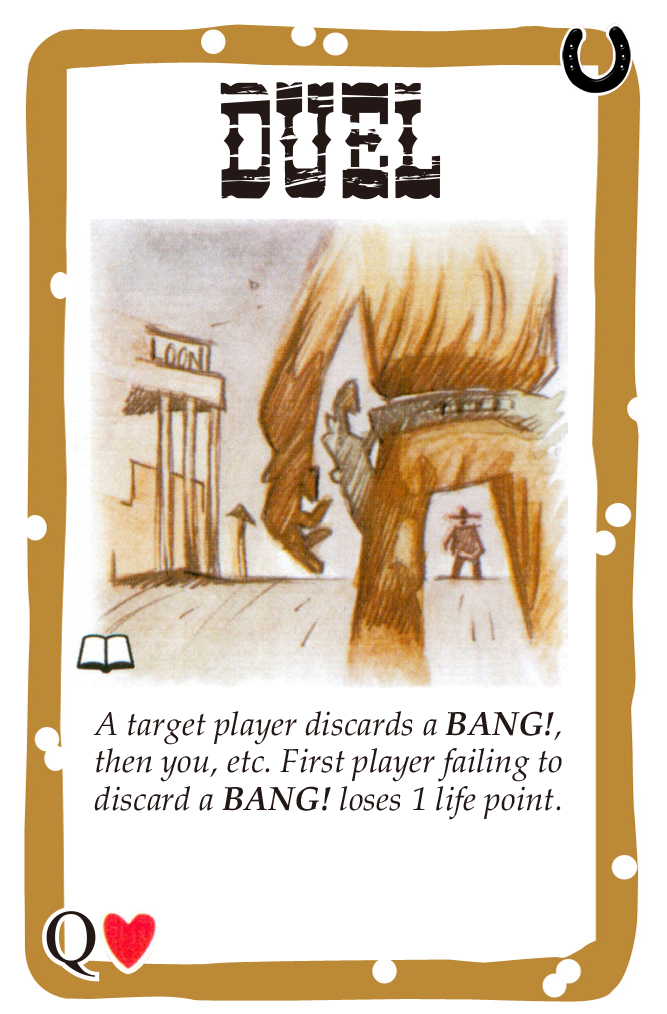 DUEL
LOON
A target player discards a BANG!,
then you, etc. First player failing to
discard a BANG! loses 1 life point.
Q